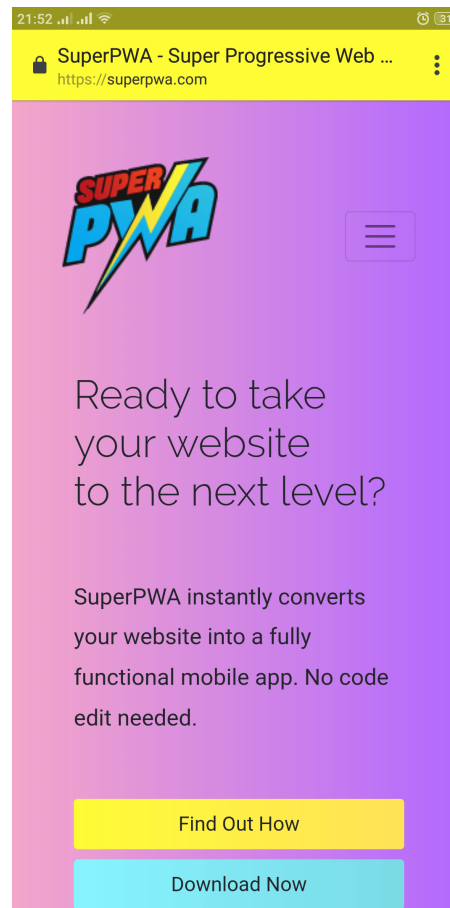 21:52
31
SuperPWA - Super Progressive Web ...
https://superpwa.com
SUPER
PWA
Ready to take
your website
to the next level?
SuperPWA instantly converts
your website into a fully
functional mobile app. No code
edit needed.
Find Out How
Download Now